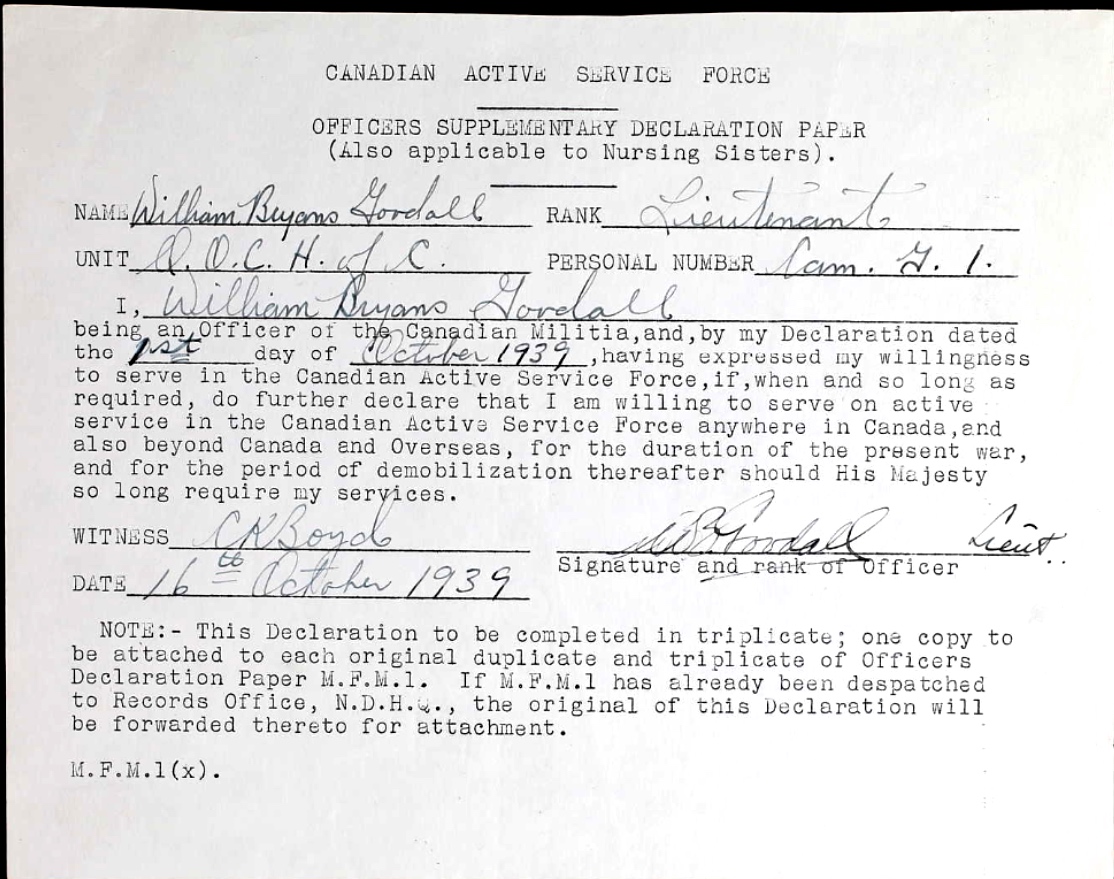 CANADIAN ACTIVE SERVICE FORCE
OFFICERS SUPPLEMENTARY DECLARATION PAPER
(Also applicable to Nursing Sisters).
NAME William Bryans Goodall RANK Lieutenant
UNIT Q.O.C.H. of C. PERSONAL NUMBER Cam. G. 1.
I, William Bryans Goodall
being an Officer of the Canadian Militia,and,by my Declaration dated
the 1st day of October 1939 ,having expressed my willingness
to serve in the Canadian Active Service Force,if,when and so long as
required, do further declare that I am willing to serve on active
service in the Canadian Active Service Force anywhere in Canada,and
also beyond Canada and Overseas, for the duration of the present war,
and for the period of demobilization thereafter should His Majesty
so long require my services.
WITNESS CKBoyd WBGoodall Lieut.
Signature and rank of Officer
DATE 16th October 1939
NOTE:- This Declaration to be completed in triplicate; one copy to
be attached to each original duplicate and triplicate of Officers
Declaration Paper M.F.M.1. If M.F.M.1 has already been despatched
to Records Office, N.D.H.Q., the original of this Declaration will
be forwarded thereto for attachment.
M.F.M.1(x).